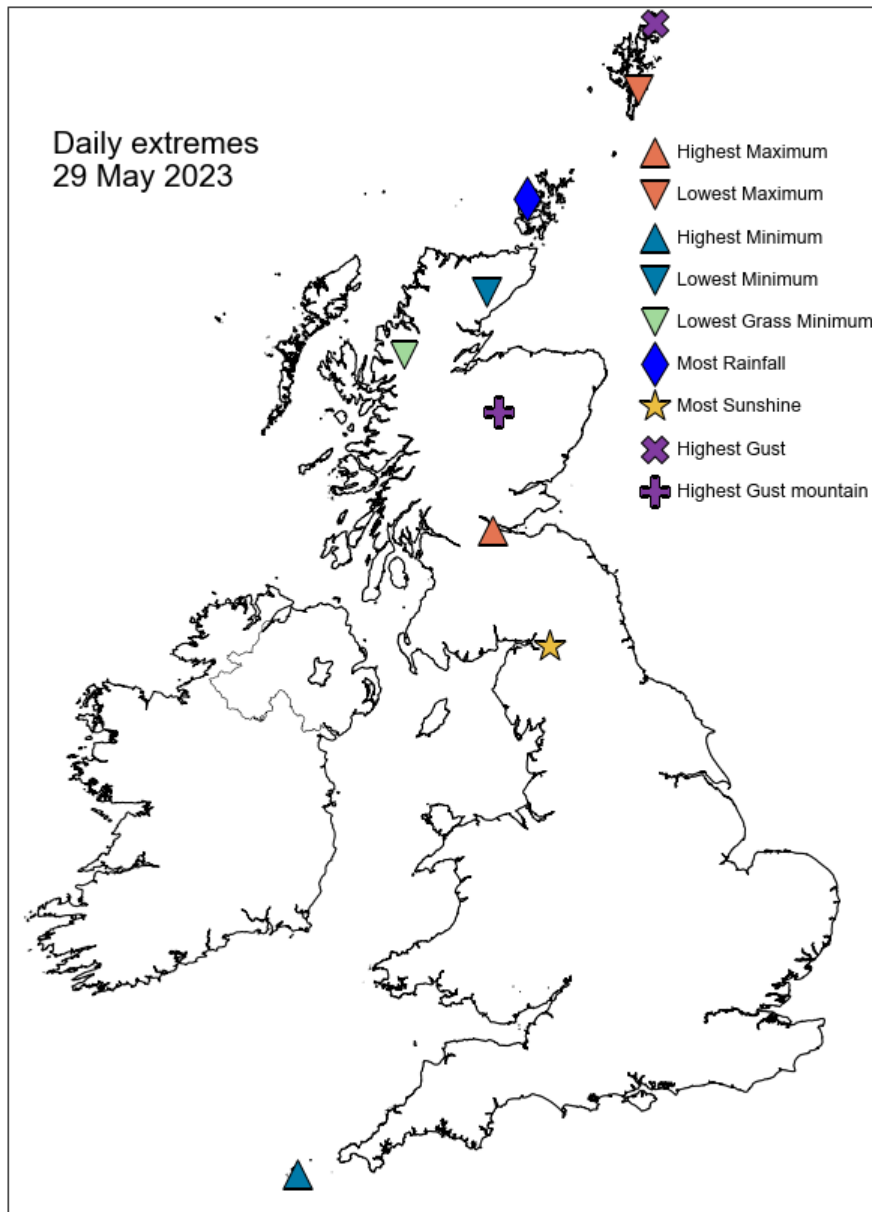 Daily extremes
29 May 2023
Highest Maximum
Lowest Maximum
Highest Minimum
Lowest Minimum
Lowest Grass Minimum
Most Rainfall
Most Sunshine
Highest Gust
Highest Gust mountain